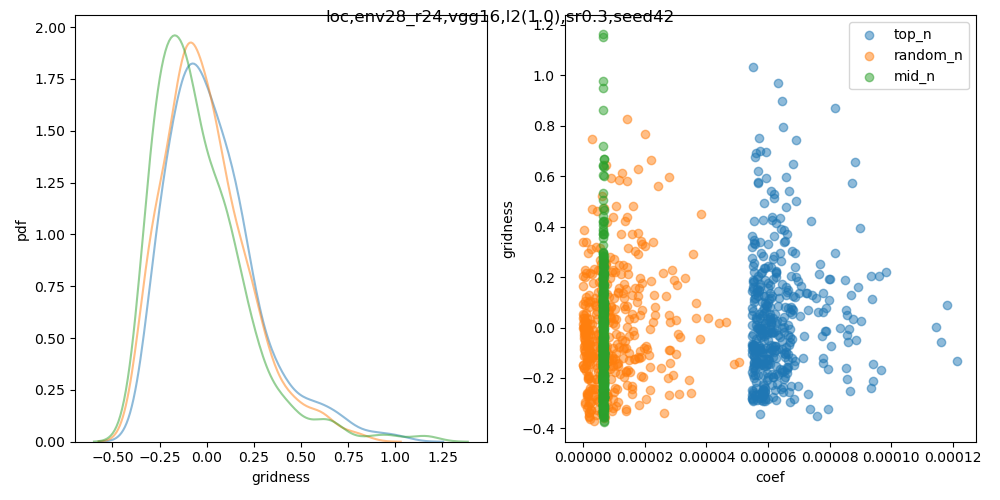 loc,env28_r24,vgg16,l2(1.0),sr0.3,seed42
2.00
1.75
1.50
1.25
1.00
0.75
0.50
0.25
0.00
pdf
−0.50 −0.25 0.00 0.25 0.50 0.75 1.00 1.25
gridness
1.2
1.0
0.8
0.6
0.4
0.2
0.0
−0.2
−0.4
gridness
top_n
random_n
mid_n
0.00000 0.00002 0.00004 0.00006 0.00008 0.00010 0.00012
coef